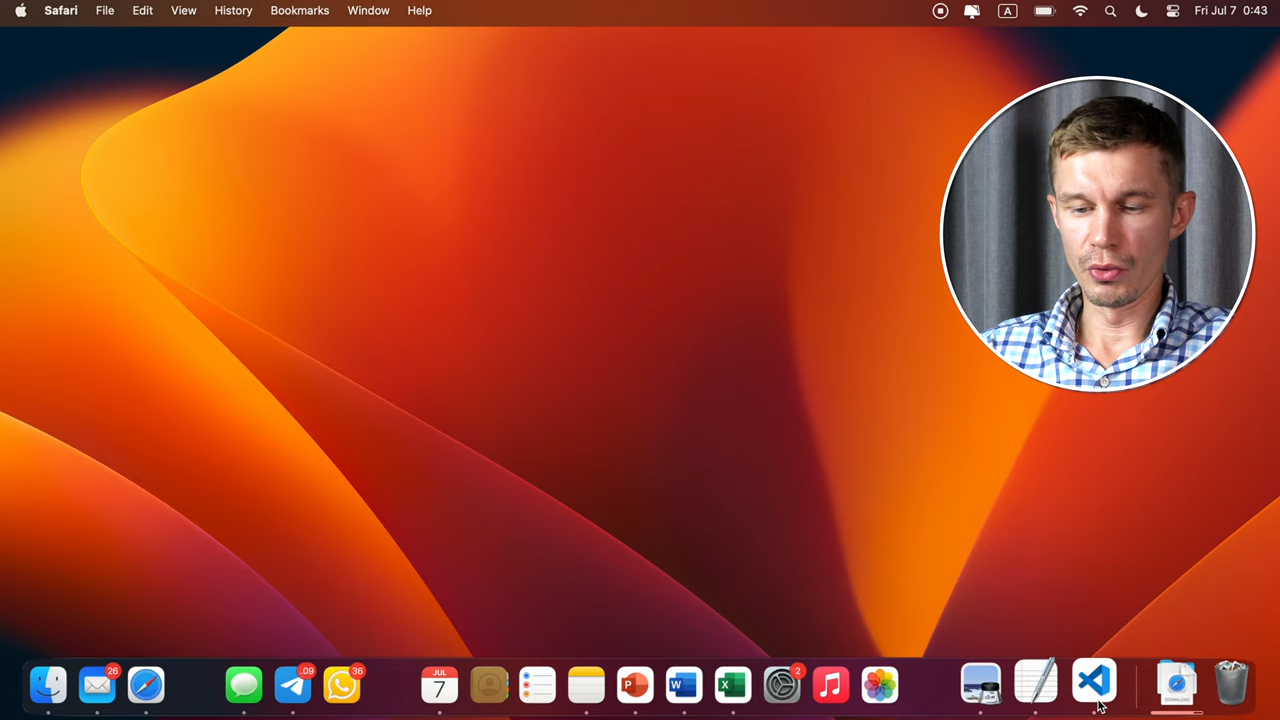 Safari File Edit View History Bookmarks Window Help A Fri Jul 7 0:43
26 .09 36 JUL 7 P W X 2
DOWNLOAD